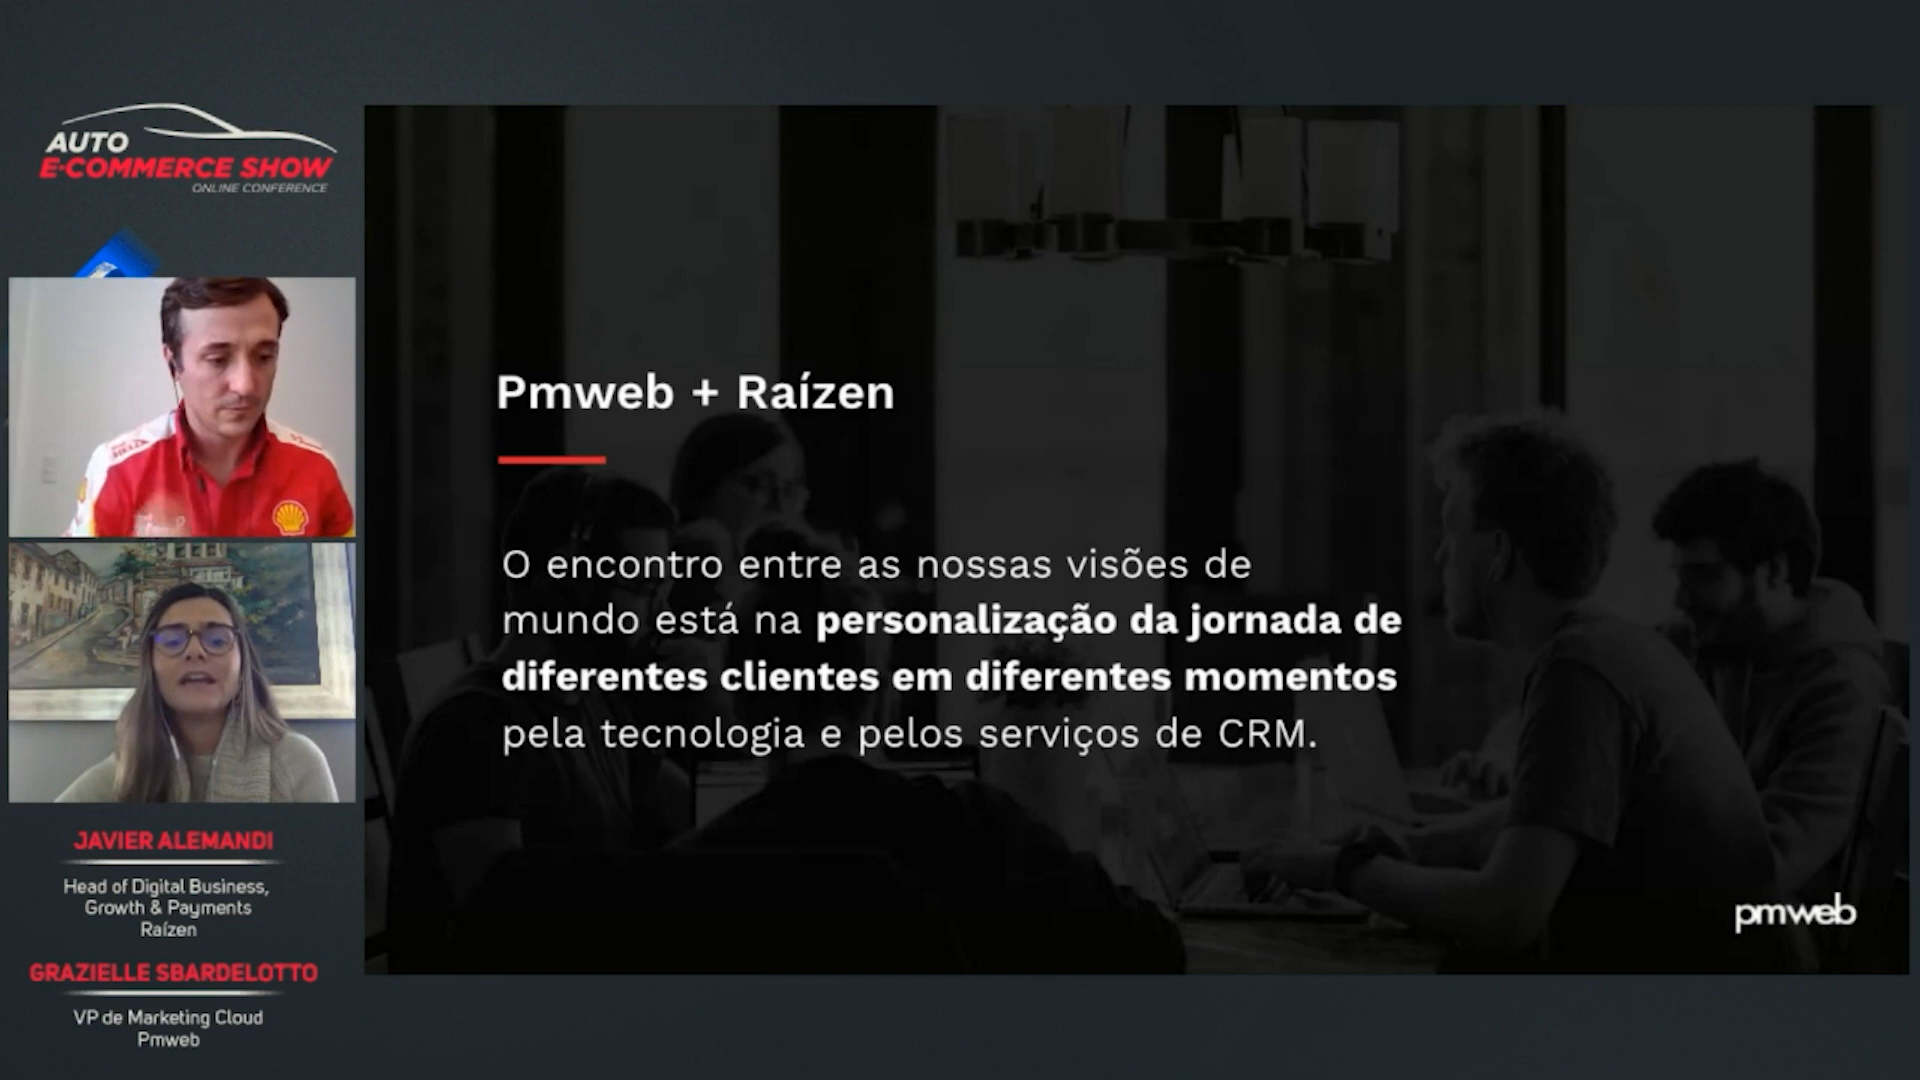 AUTO
E-COMMERCE SHOW
ONLINE CONFERENCE
JAVIER ALEMANDI
Head of Digital Business,
Growth & Payments
Raízen
GRAZIELLE SBARDELOTTO
VP de Marketing Cloud
Pmweb
Pmweb + Raízen
O encontro entre as nossas visões de
mundo está na personalização da jornada de
diferentes clientes em diferentes momentos
pela tecnologia e pelos serviços de CRM.
pmweb